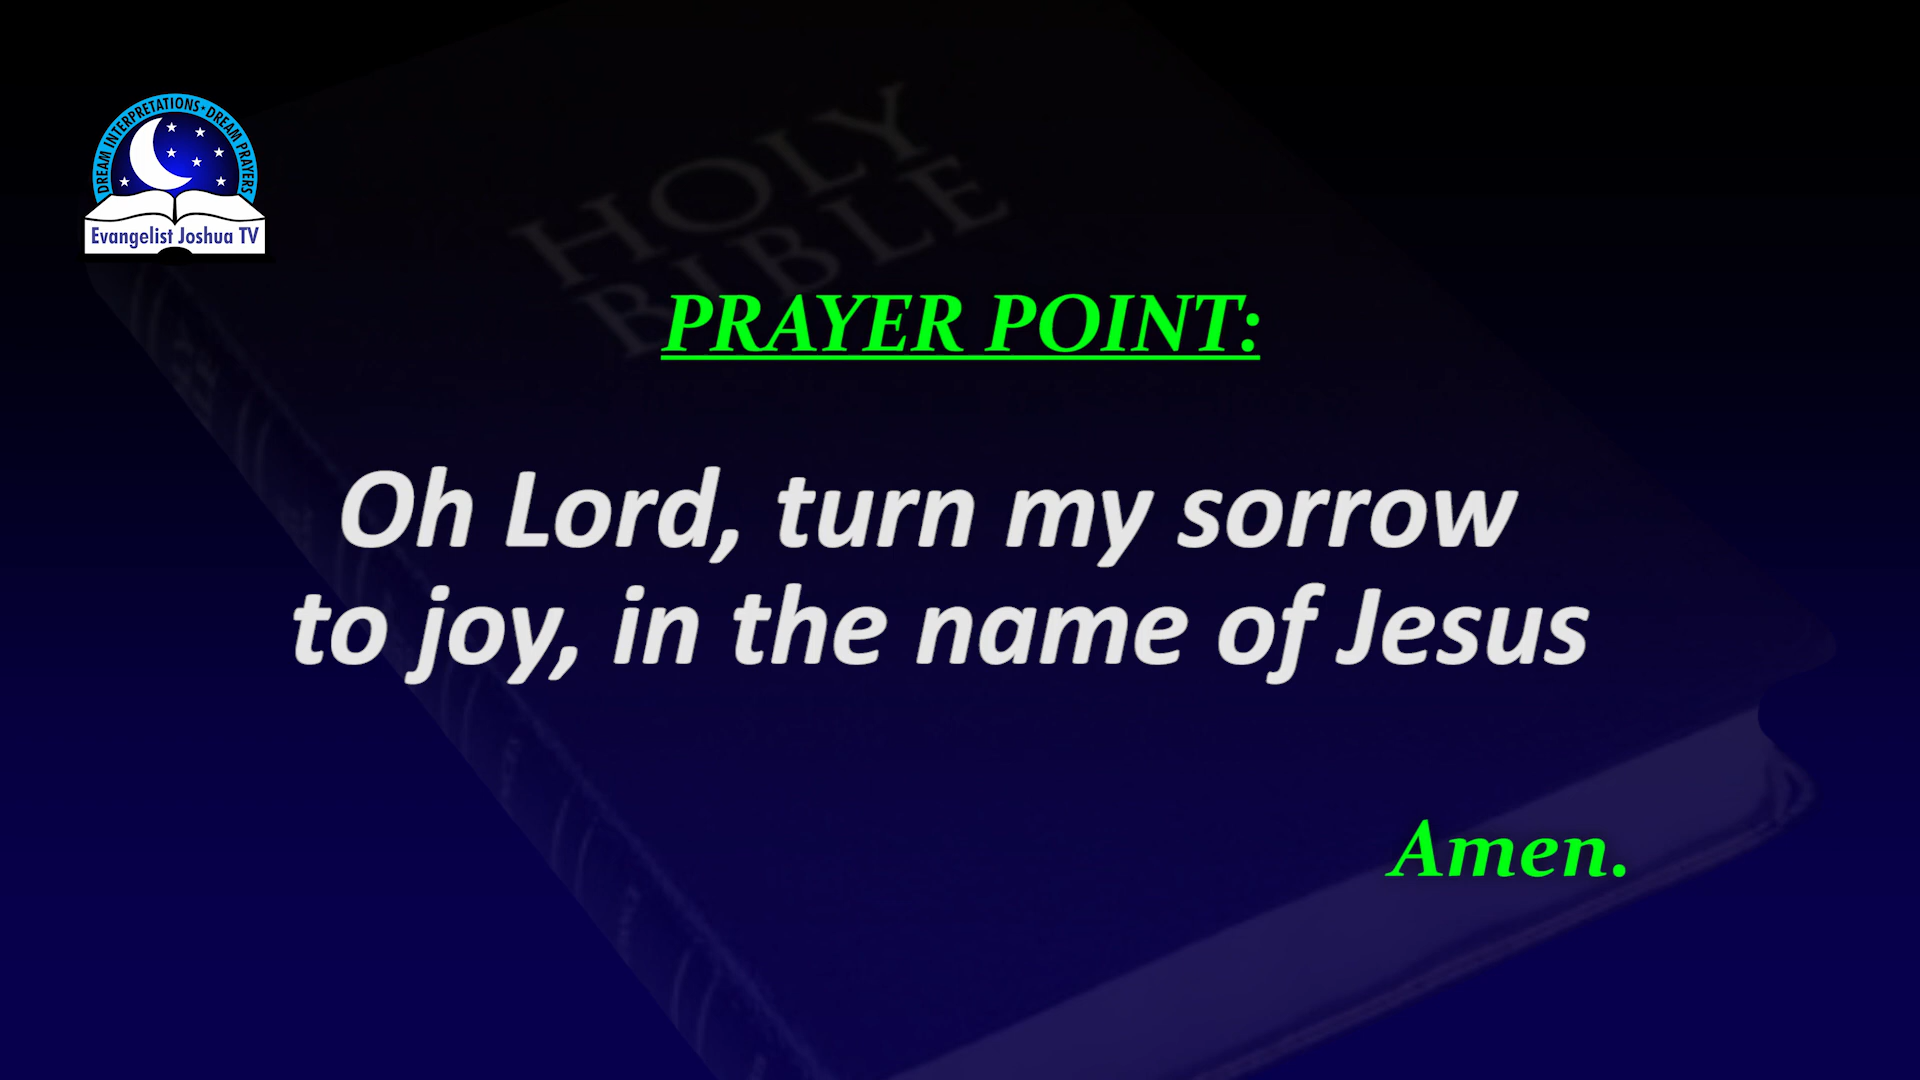 DREAM INTERPRETATIONS • DREAM PRAYERS
Evangelist Joshua TV
HOLY
BIBLE
PRAYER POINT:
Oh Lord, turn my sorrow
to joy, in the name of Jesus
Amen.